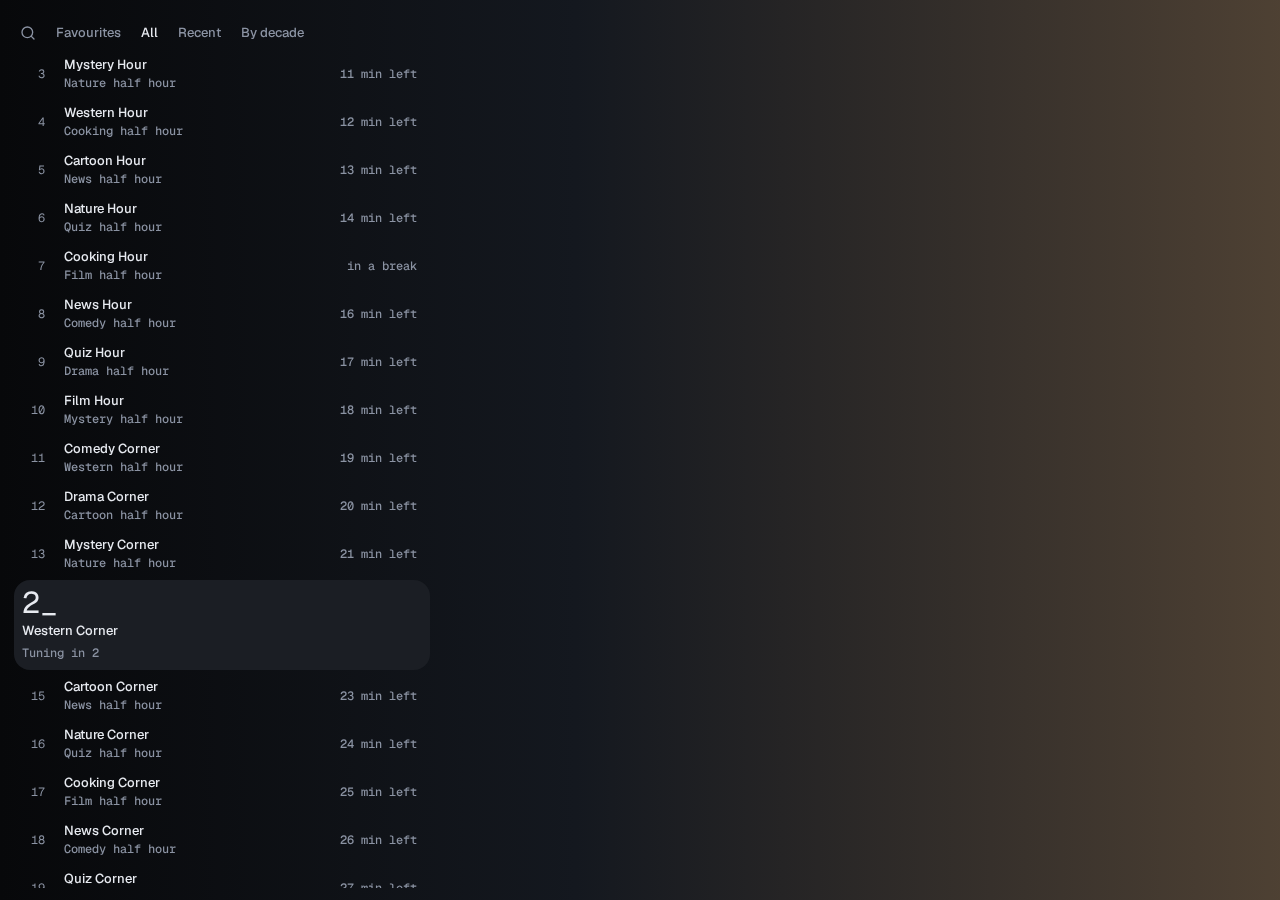 Favourites All Recent By decade
3 Mystery Hour 11 min left
Nature half hour
4 Western Hour 12 min left
Cooking half hour
5 Cartoon Hour 13 min left
News half hour
6 Nature Hour 14 min left
Quiz half hour
7 Cooking Hour in a break
Film half hour
8 News Hour 16 min left
Comedy half hour
9 Quiz Hour 17 min left
Drama half hour
10 Film Hour 18 min left
Mystery half hour
11 Comedy Corner 19 min left
Western half hour
12 Drama Corner 20 min left
Cartoon half hour
13 Mystery Corner 21 min left
Nature half hour
2_
Western Corner
Tuning in 2
15 Cartoon Corner 23 min left
News half hour
16 Nature Corner 24 min left
Quiz half hour
17 Cooking Corner 25 min left
Film half hour
18 News Corner 26 min left
Comedy half hour
19 Quiz Corner 27 min left